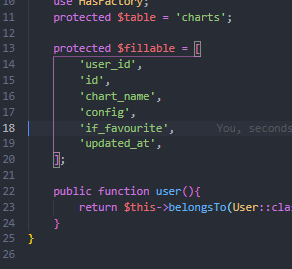 10 use HasFactory;
11 protected $table = 'charts';
12
13 protected $fillable = [
14 'user_id',
15 'id',
16 'chart_name',
17 'config',
18 'if_favourite', You, seconds
19 'updated_at',
20 ];
21
22 public function user(){
23 return $this->belongsTo(User::cla
24 }
25 }
26